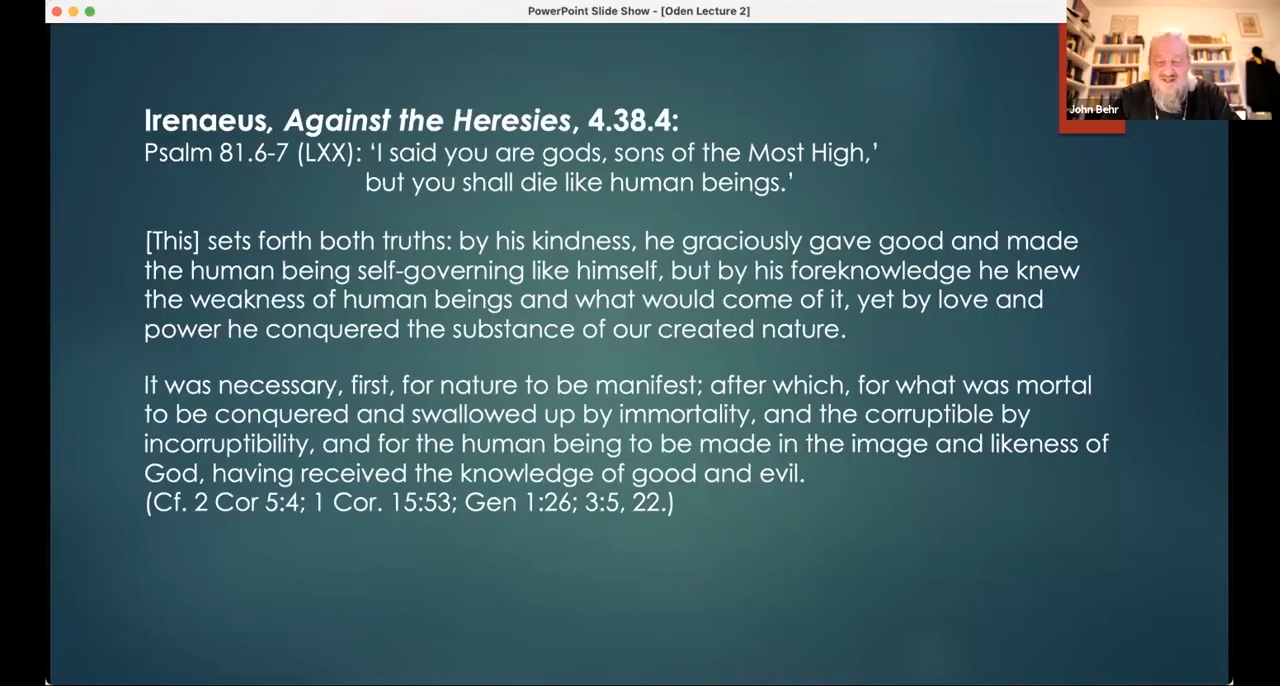 PowerPoint Slide Show - [Oden Lecture 2]
John Behr
Irenaeus, Against the Heresies, 4.38.4:
Psalm 81.6-7 (LXX): ‘I said you are gods, sons of the Most High,’
but you shall die like human beings.’
[This] sets forth both truths: by his kindness, he graciously gave good and made
the human being self-governing like himself, but by his foreknowledge he knew
the weakness of human beings and what would come of it, yet by love and
power he conquered the substance of our created nature.
It was necessary, first, for nature to be manifest; after which, for what was mortal
to be conquered and swallowed up by immortality, and the corruptible by
incorruptibility, and for the human being to be made in the image and likeness of
God, having received the knowledge of good and evil.
(Cf. 2 Cor 5:4; 1 Cor. 15:53; Gen 1:26; 3:5, 22.)